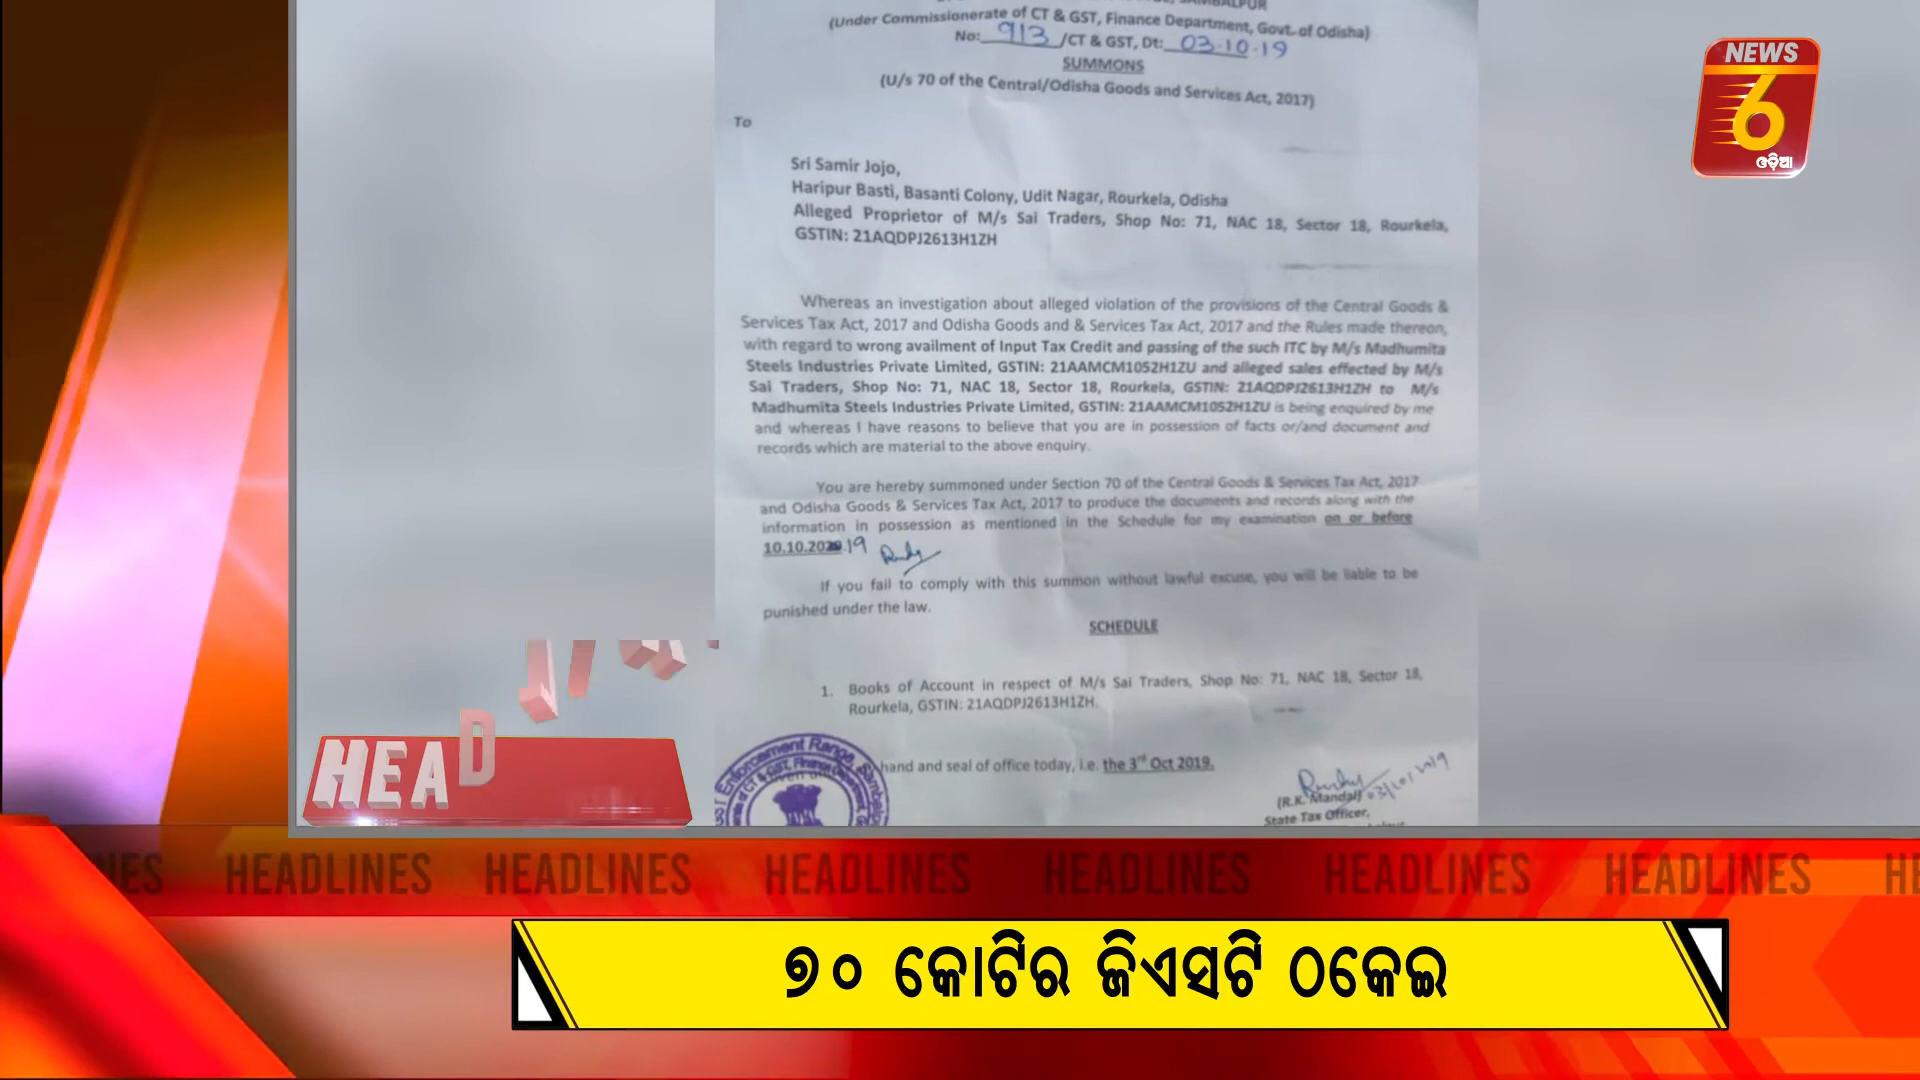 SAMBALPUR
(Under Commissionerate of CT & GST, Finance Department, Govt. of Odisha)
No: 913 /CT & GST, Dt: 03.10.19
SUMMONS
(U/s 70 of the Central/Odisha Goods and Services Act, 2017)
To
Sri Samir Jojo,
Haripur Basti, Basanti Colony, Udit Nagar, Rourkela, Odisha
Alleged Proprietor of M/s Sai Traders, Shop No: 71, NAC 18, Sector 18, Rourkela,
GSTIN: 21AQDPJ2613H1ZH
Whereas an investigation about alleged violation of the provisions of the Central Goods &
Services Tax Act, 2017 and Odisha Goods and & Services Tax Act, 2017 and the Rules made thereon,
with regard to wrong availment of Input Tax Credit and passing of the such ITC by M/s Madhumita
Steels Industries Private Limited, GSTIN: 21AAMCM1052H1ZU and alleged sales effected by M/s
Sai Traders, Shop No: 71, NAC 18, Sector 18, Rourkela, GSTIN: 21AQDPJ2613H1ZH to M/s
Madhumita Steels Industries Private Limited, GSTIN: 21AAMCM1052H1ZU is being enquired by me
and whereas I have reasons to believe that you are in possession of facts or/and document and
records which are material to the above enquiry.
You are hereby summoned under Section 70 of the Central Goods & Services Tax Act, 2017
and Odisha Goods & Services Tax Act, 2017 to produce the documents and records along with the
information in possession as mentioned in the Schedule for my examination on or before
10.10.2019
If you fail to comply with this summon without lawful excuse, you will be liable to be
punished under the law.
SCHEDULE
1. Books of Account in respect of M/s Sai Traders, Shop No: 71, NAC 18, Sector 18,
Rourkela, GSTIN: 21AQDPJ2613H1ZH.
hand and seal of office today, i.e. the 3rd Oct 2019.
(R.K. Mandal)
State Tax Officer,
Enforcement Range, Sambalpur
NEWS
6
ଓଡ଼ିଆ
HEAD
HEADLINES HEADLINES HEADLINES HEADLINES HEADLINES HEADLINES
୭୦ କୋଟିର ଜିଏସଟି ଠକେଇ